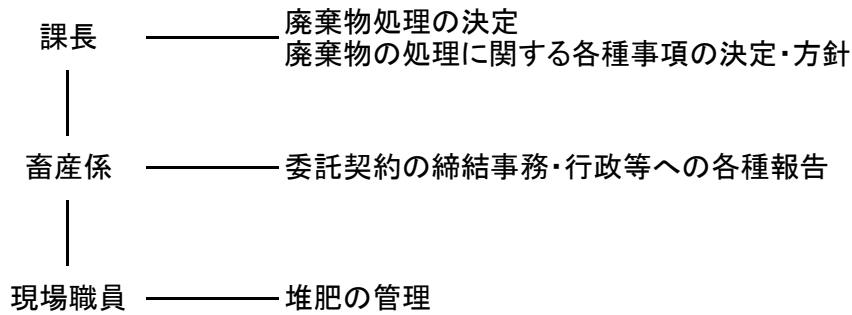 課長
廃棄物処理の決定
廃棄物の処理に関する各種事項の決定・方針
畜産係
委託契約の締結事務・行政等への各種報告
現場職員
堆肥の管理